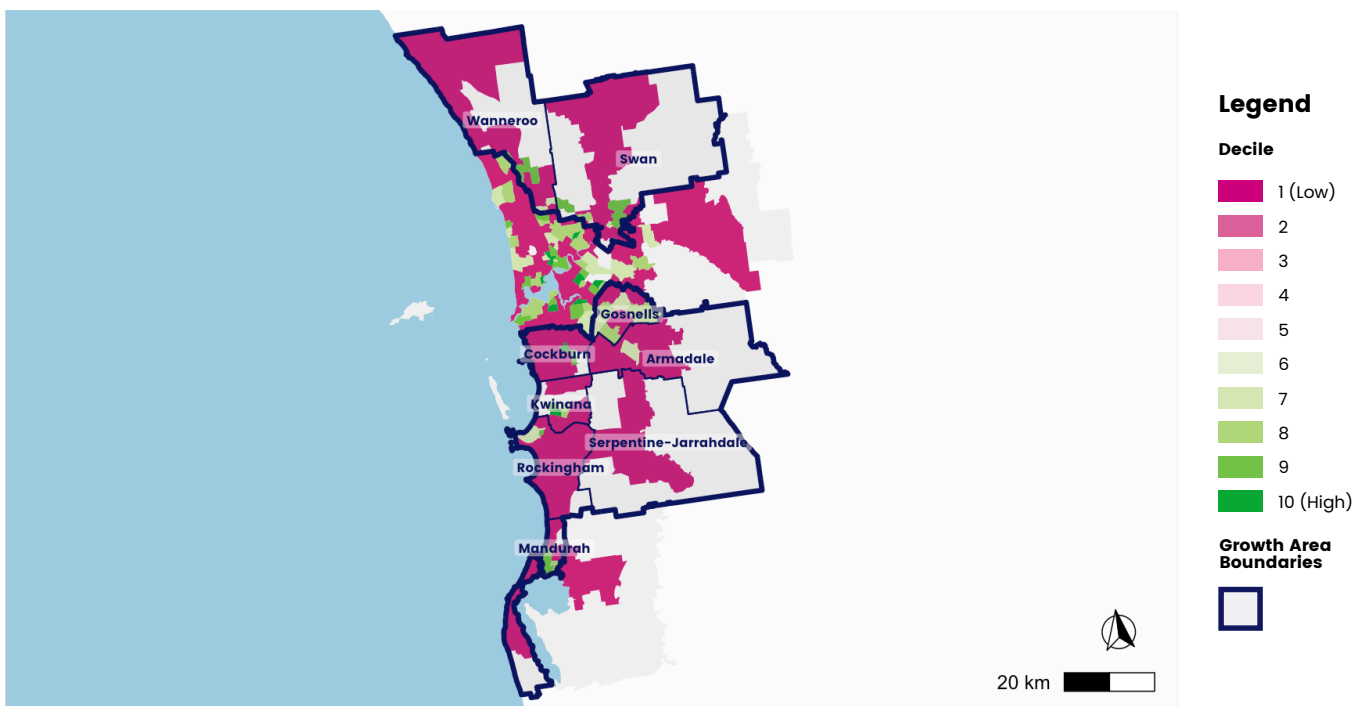 Wanneroo
Swan
Gosnells
Cockburn
Armadale
Kwinana
Serpentine-Jarrahdale
Rockingham
Mandurah
20 km
Legend
Decile
1 (Low)
2
3
4
5
6
7
8
9
10 (High)
Growth Area
Boundaries